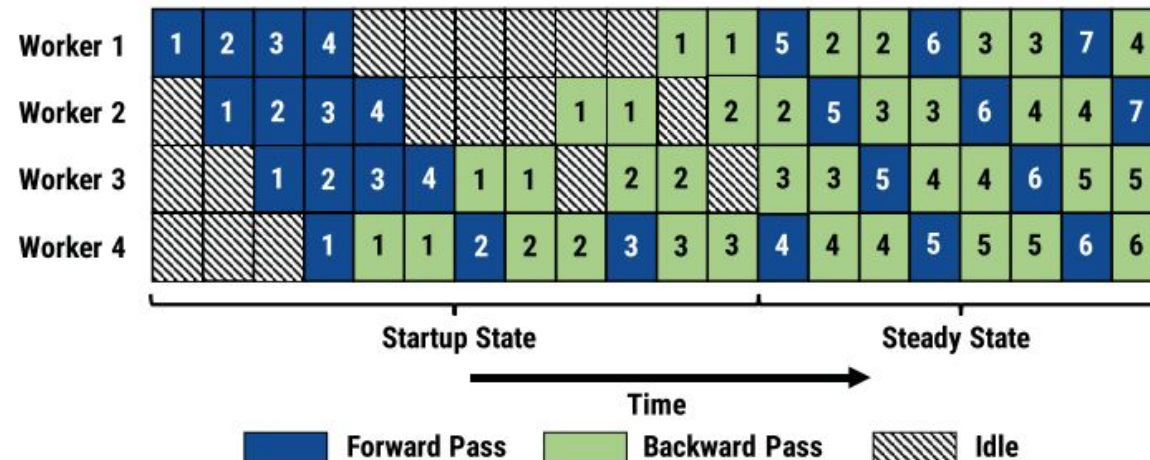 Worker 1 1 2 3 4 1 1 5 2 2 6 3 3 7 4
Worker 2 1 2 3 4 1 1 2 2 5 3 3 6 4 4 7
Worker 3 1 2 3 4 1 1 2 2 3 3 5 4 4 6 5 5
Worker 4 1 1 1 2 2 2 3 3 3 4 4 4 5 5 5 6 6
Startup State Steady State
Time
Forward Pass Backward Pass Idle